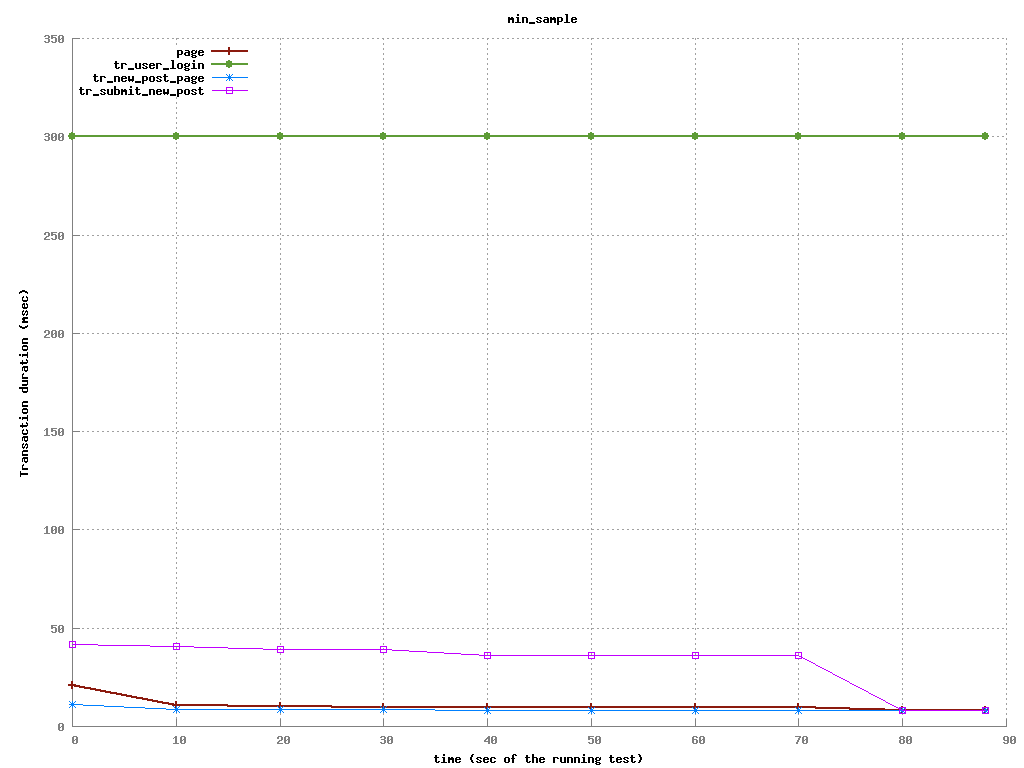 min_sample
350
page
tr_user_login
tr_new_post_page
tr_submit_new_post
300
250
200
150
100
50
0
Transaction duration (msec)
0 10 20 30 40 50 60 70 80 90
time (sec of the running test)